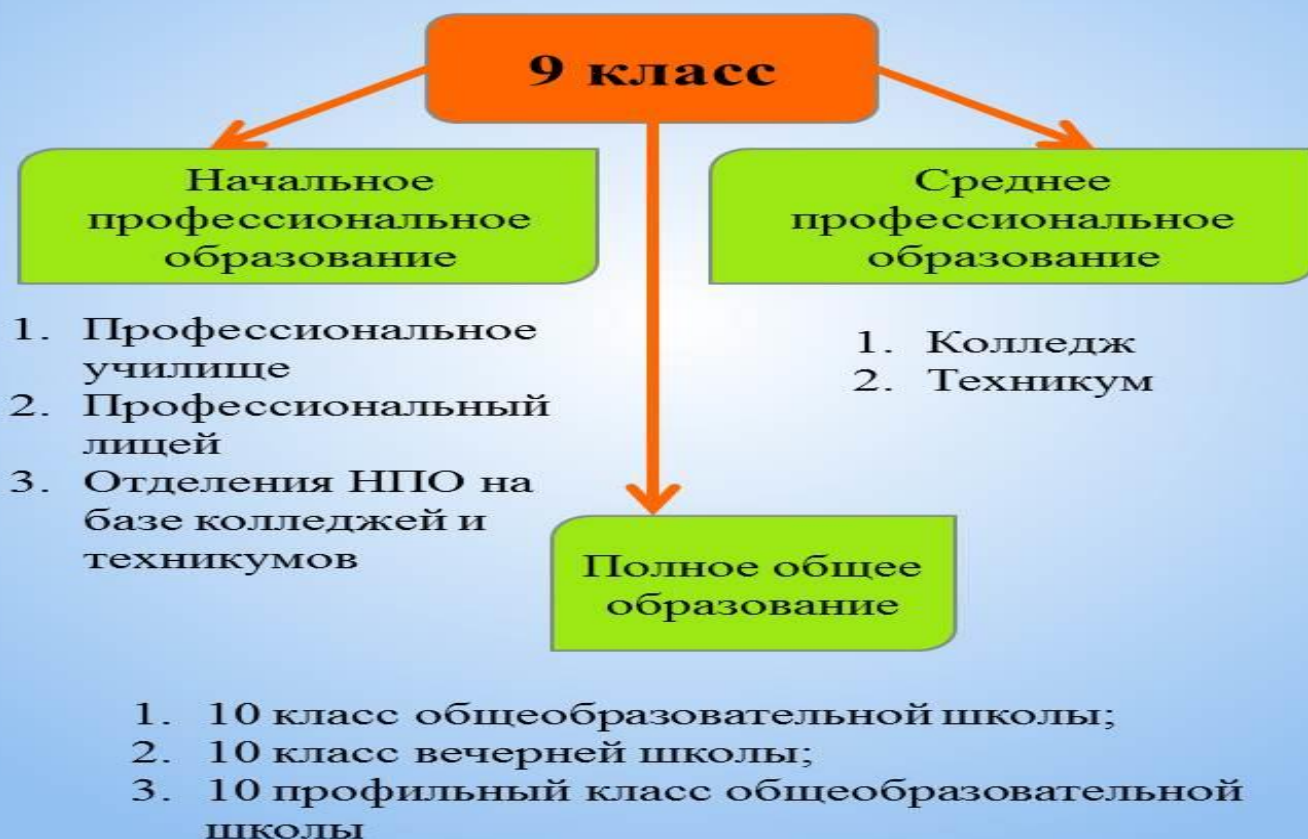 9 класс
Начальное
профессиональное
образование
1. Профессиональное
училище
2. Профессиональный
лицей
3. Отделения НПО на
базе колледжей и
техникумов
Среднее
профессиональное
образование
1. Колледж
2. Техникум
Полное общее
образование
1. 10 класс общеобразовательной школы;
2. 10 класс вечерней школы;
3. 10 профильный класс общеобразовательной
школы